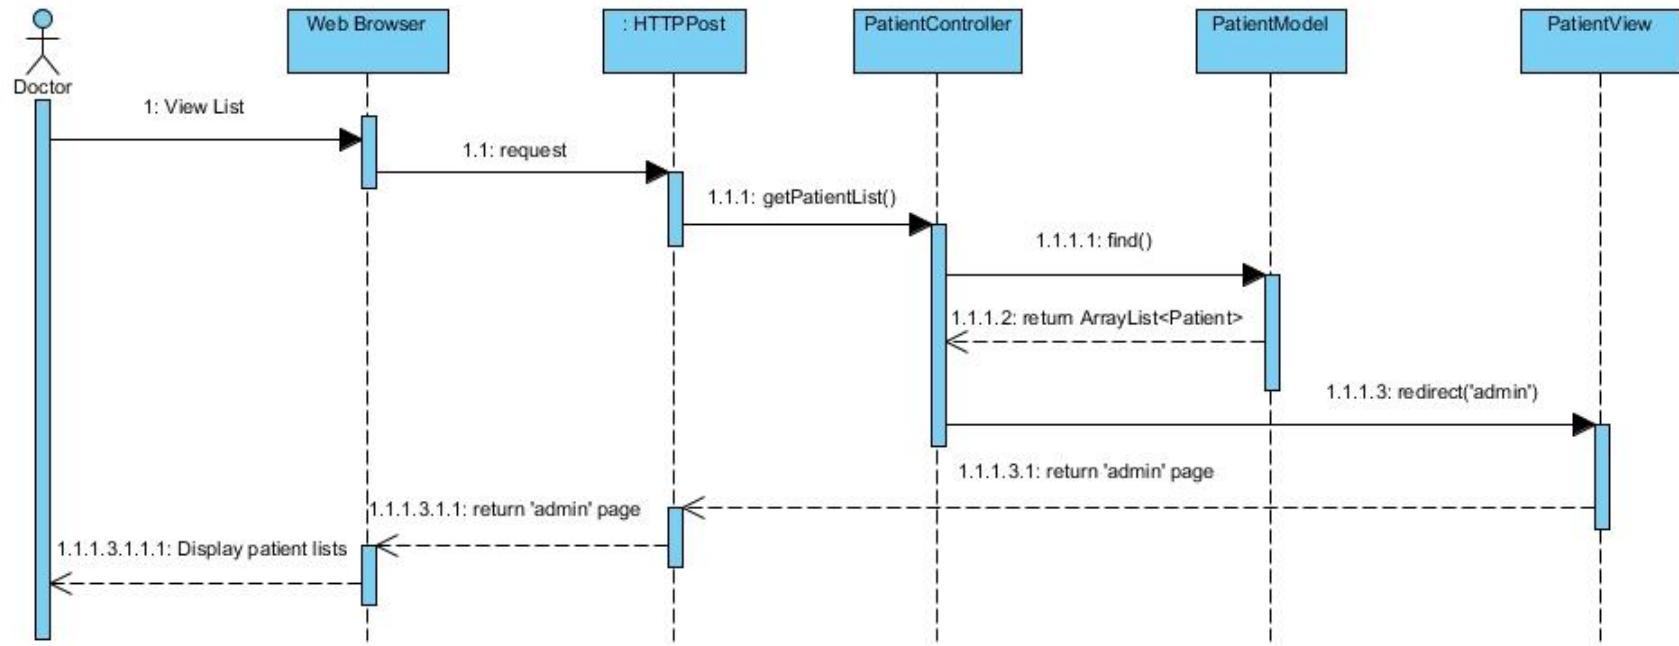 Web Browser
: HTTPPost
PatientController
PatientModel
PatientView
Doctor
1: View List
1.1: request
1.1.1: getPatientList()
1.1.1.1: find()
1.1.1.2: return ArrayList<Patient>
1.1.1.3: redirect('admin')
1.1.1.3.1: return 'admin' page
1.1.1.3.1.1: return 'admin' page
1.1.1.3.1.1.1: Display patient lists